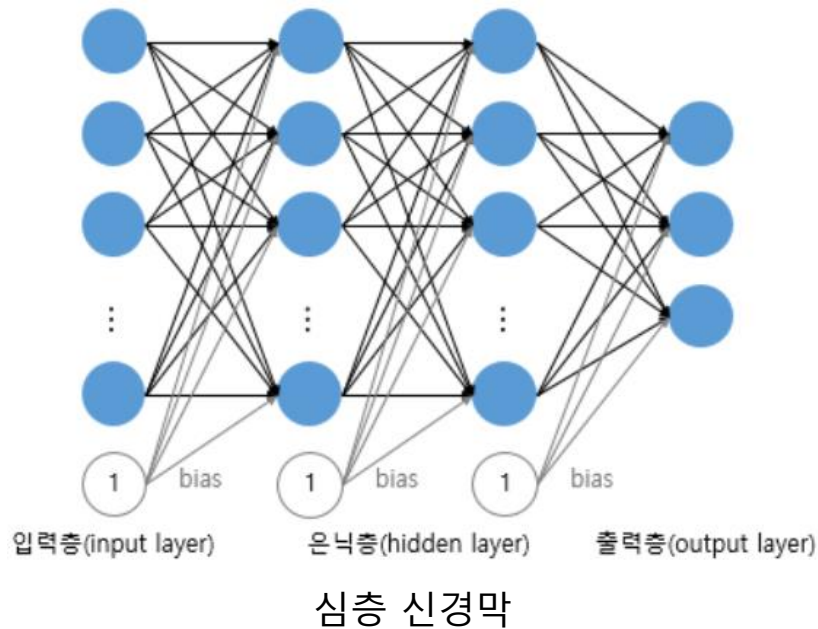 ⋮ ⋮ ⋮
1 bias 1 bias 1 bias
입력층(input layer) 은닉층(hidden layer) 출력층(output layer)
심층 신경막